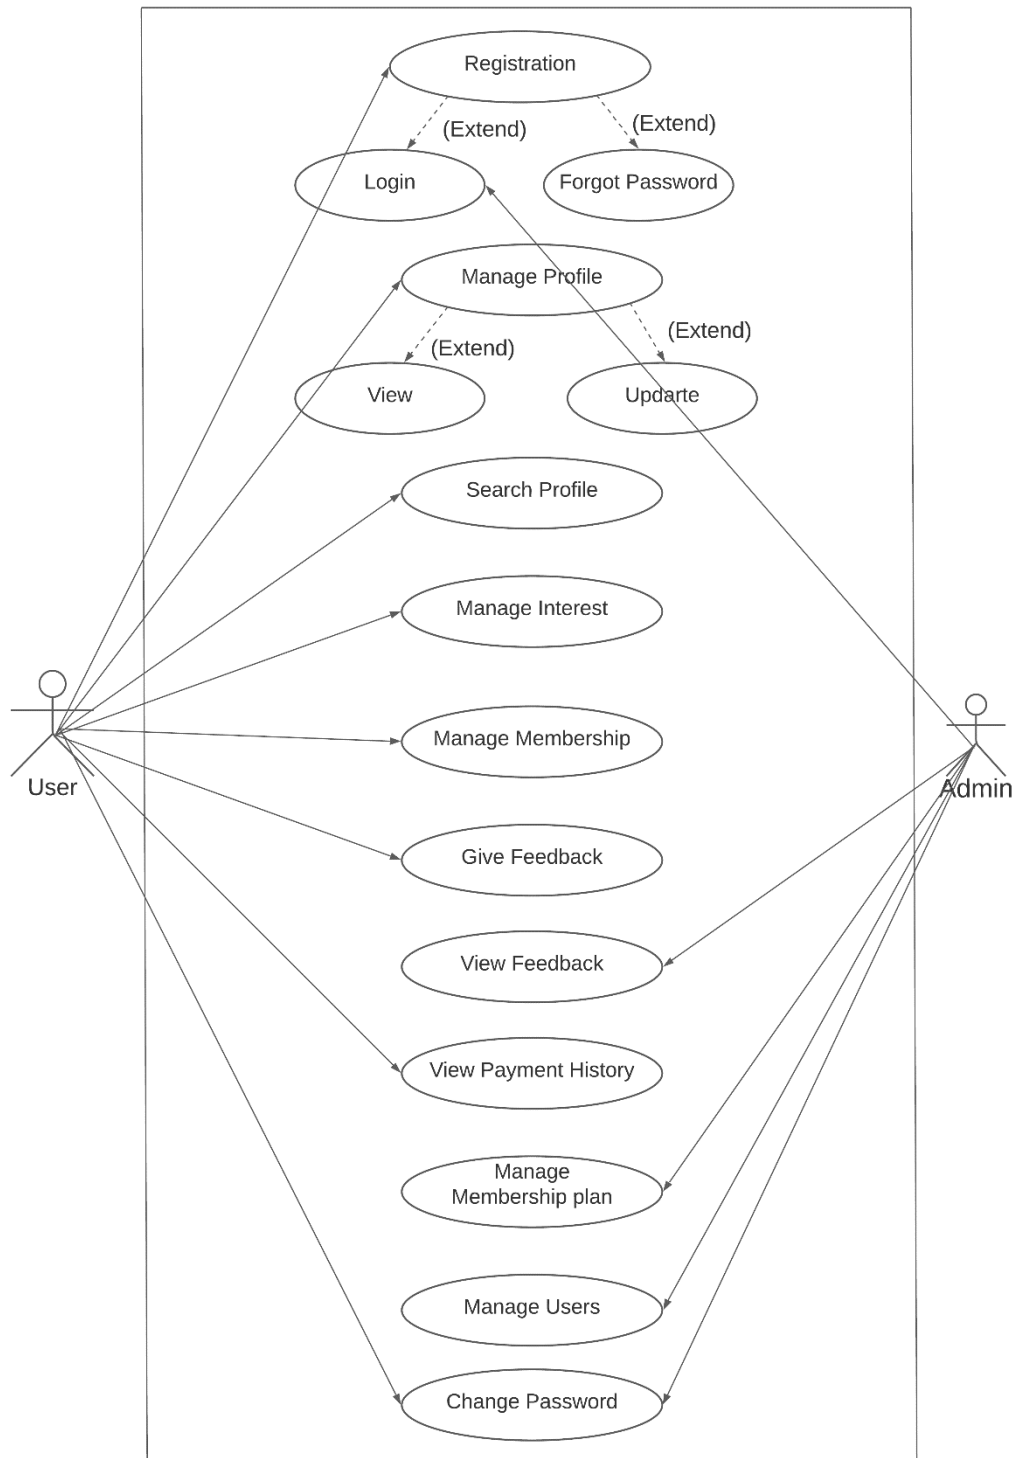 Registration
(Extend)
(Extend)
Login
Forgot Password
Manage Profile
(Extend)
(Extend)
View
Updarte
Search Profile
Manage Interest
Manage Membership
User
Admin
Give Feedback
View Feedback
View Payment History
Manage
Membership plan
Manage Users
Change Password